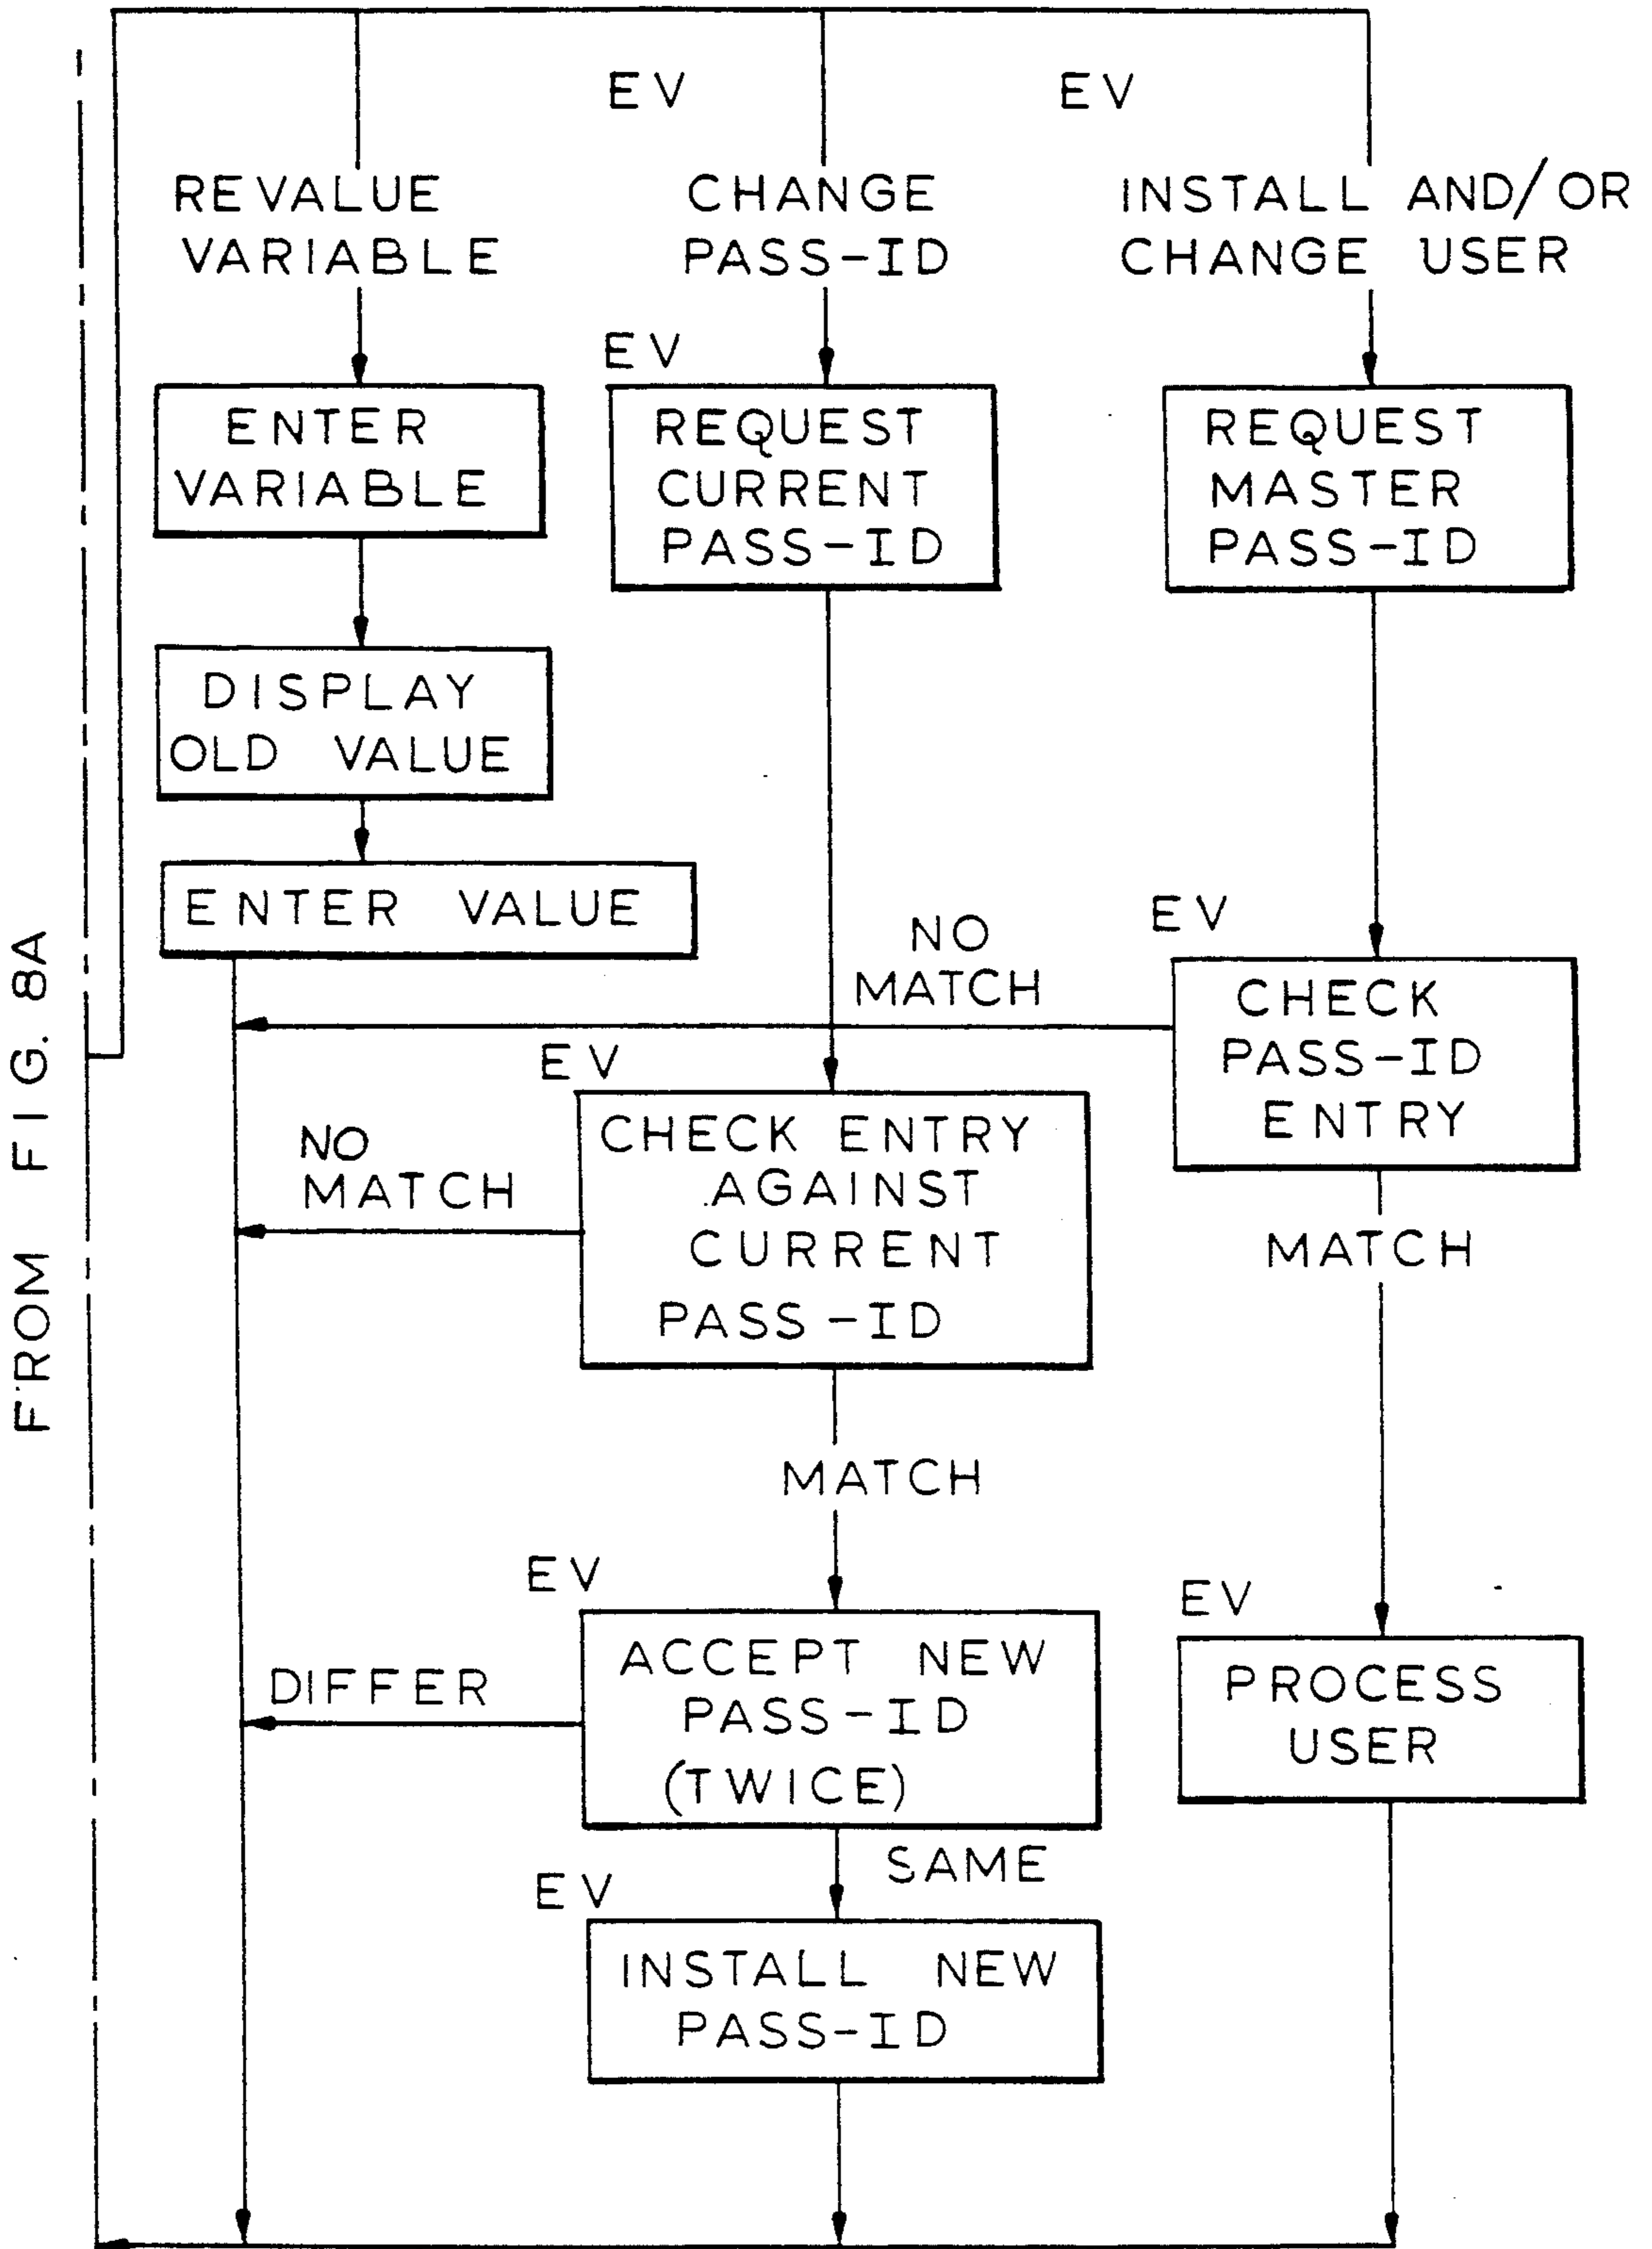 EV
EV
REVALUE
VARIABLE
CHANGE
PASS-ID
INSTALL AND/OR
CHANGE USER
ENTER
VARIABLE
EV
REQUEST
CURRENT
PASS-ID
REQUEST
MASTER
PASS-ID
DISPLAY
OLD VALUE
ENTER VALUE
NO
MATCH
EV
CHECK
PASS-ID
ENTRY
FROM FIG. 8A
EV
NO
MATCH
CHECK ENTRY
AGAINST
CURRENT
PASS-ID
MATCH
MATCH
EV
DIFFER
ACCEPT NEW
PASS-ID
(TWICE)
EV
PROCESS
USER
SAME
EV
INSTALL NEW
PASS-ID